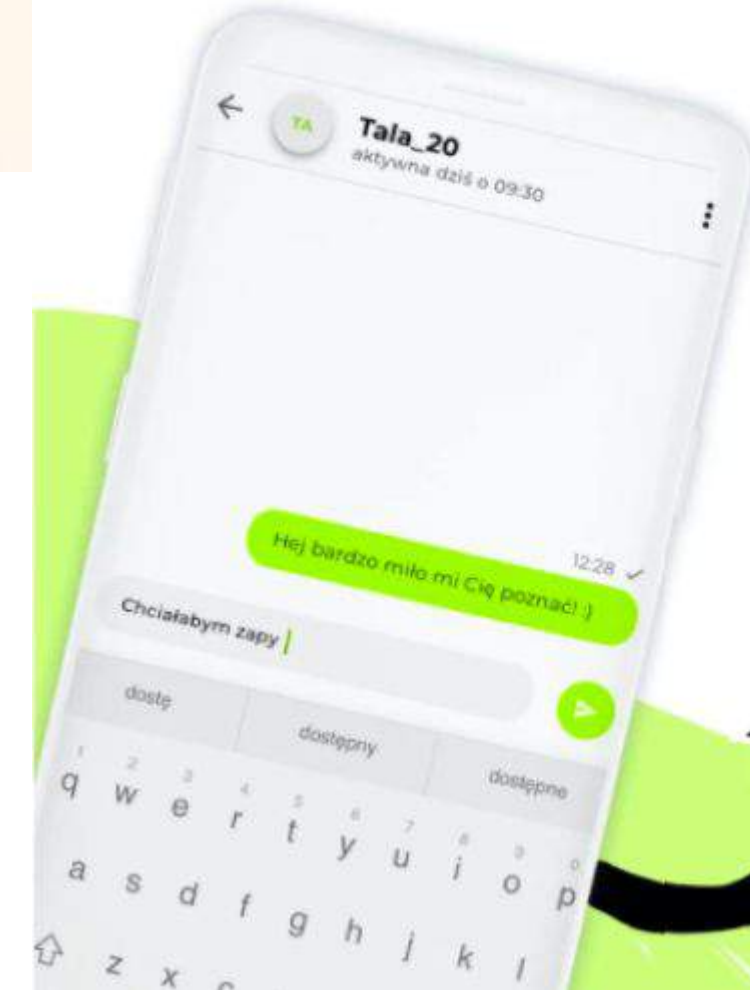 TA
Tala_20
aktywna dziś o 09:30
12:28
Hej bardzo miło mi Cię poznać! :)
Chciałabym zapy
dostę dostępny dostępne
1 2 3 4 5 6 7 8 9 0
q w e r t y u i o p
a s d f g h j k l
z x c